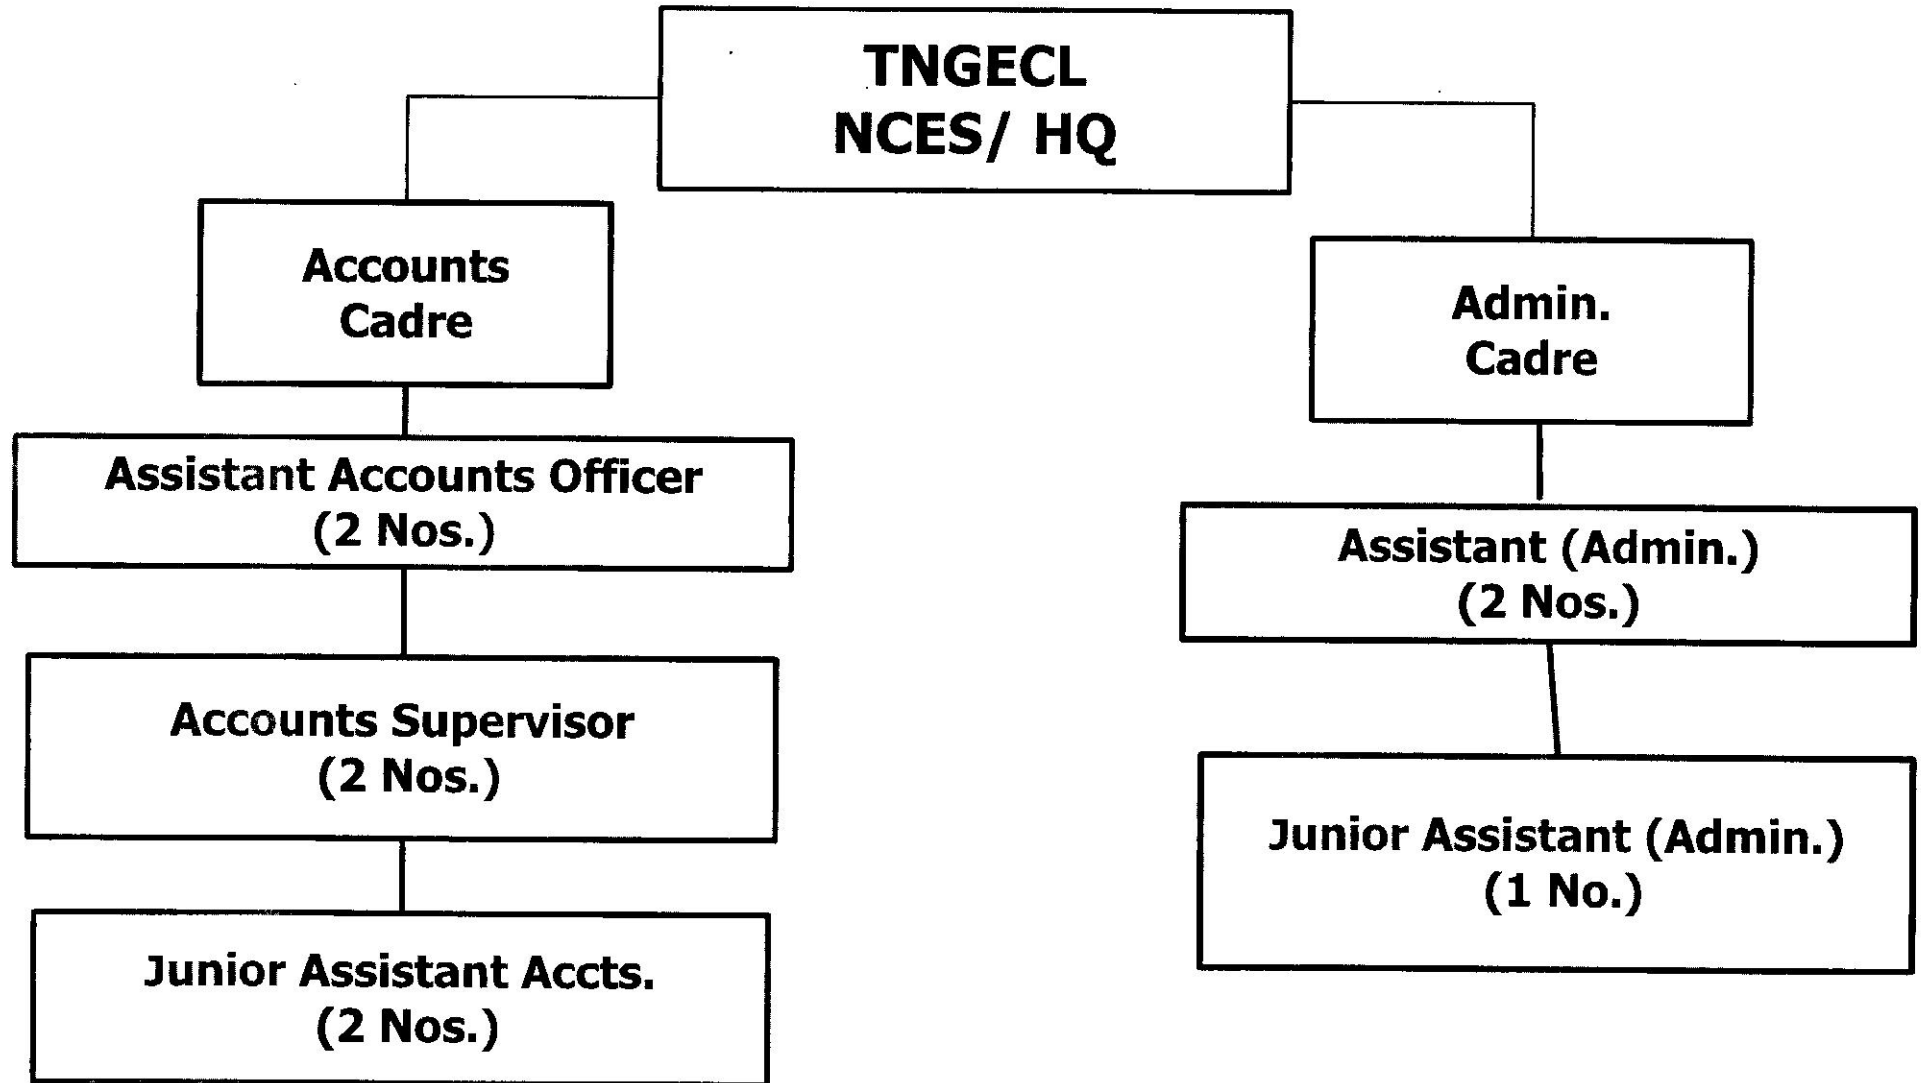 TNGECL
NCES/ HQ
Accounts
Cadre
Admin.
Cadre
Assistant Accounts Officer
(2 Nos.)
Assistant (Admin.)
(2 Nos.)
Accounts Supervisor
(2 Nos.)
Junior Assistant (Admin.)
(1 No.)
Junior Assistant Accts.
(2 Nos.)